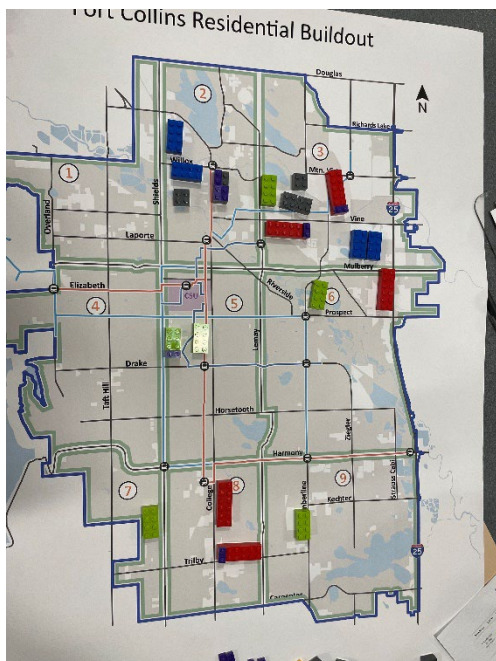 Fort Collins Residential Buildout
Douglas
N
2
Richards Lake
3
Willox
Mtn. Vi
1
Shields
Overland
25
Vine
Laporte
Mulberry
Elizabeth
Riverside
CSU
4
5
6
Prospect
Lemay
Drake
Taft Hill
Horsetooth
Ziegler
Harmony
7
8
9
College
Timberline
Kechter
Strauss Cabin
25
Trilby
Carpenter